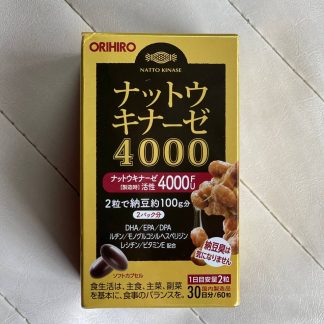 ORIHIRO
NATTO KINASE
ナットウ
キナーゼ
4000
ナットウキナーゼ
[製造時] 活性 4000FU
2粒で納豆約100g分
(2パック分)
DHA/EPA/DPA
ルチン/モノグルコシルヘスペリジン
レシチン/ビタミンE 配合
納豆臭は
気になりません
ソフトカプセル
1日目安量2粒
国内製造品
30日分/60粒
食生活は、主食、主菜、副菜
を基本に、食事のバランスを。